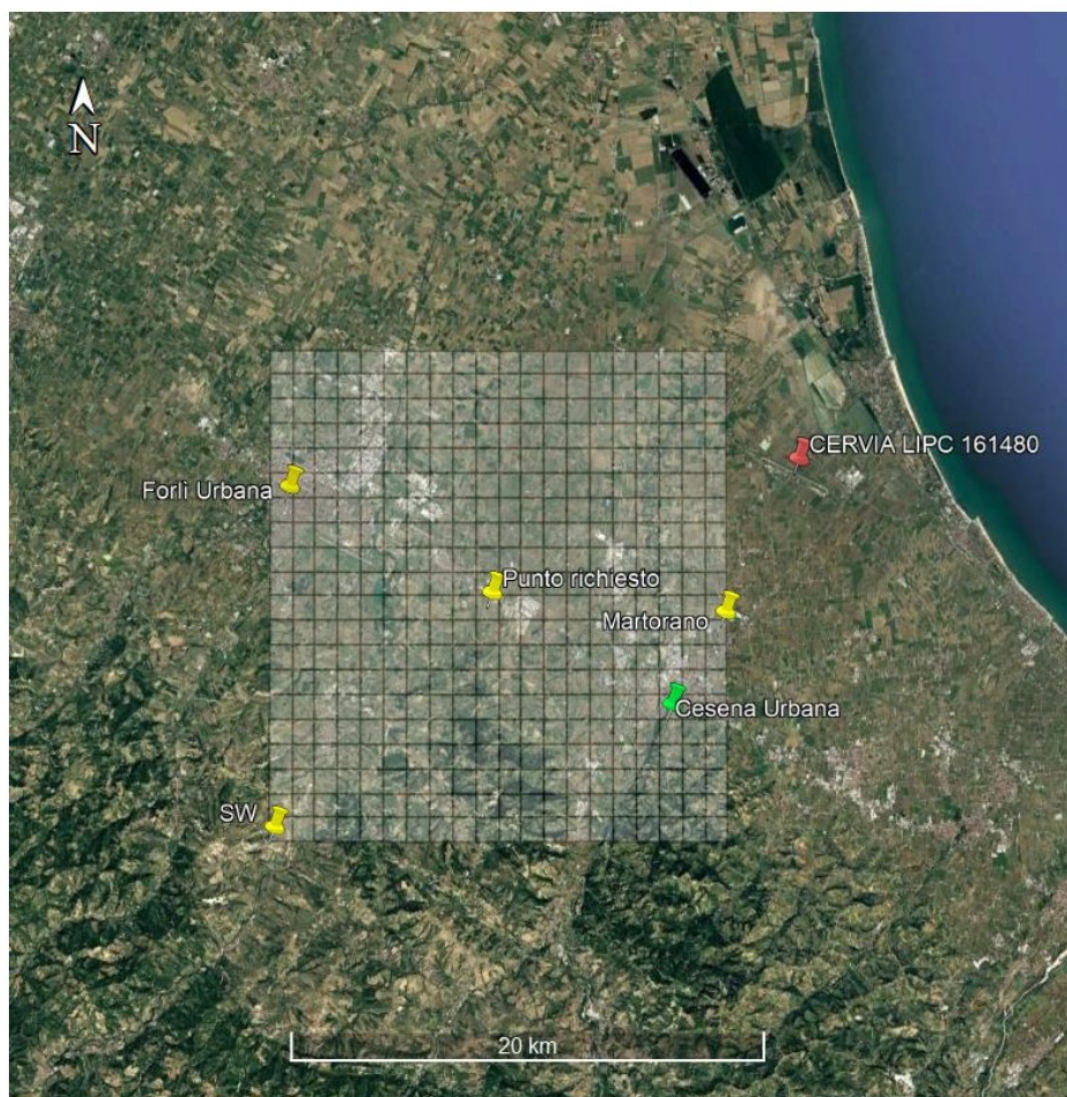 N
CERVIA LIPC 161480
Forlì Urbana
Punto richiesto
Martorano
Cesena Urbana
SW
20 km